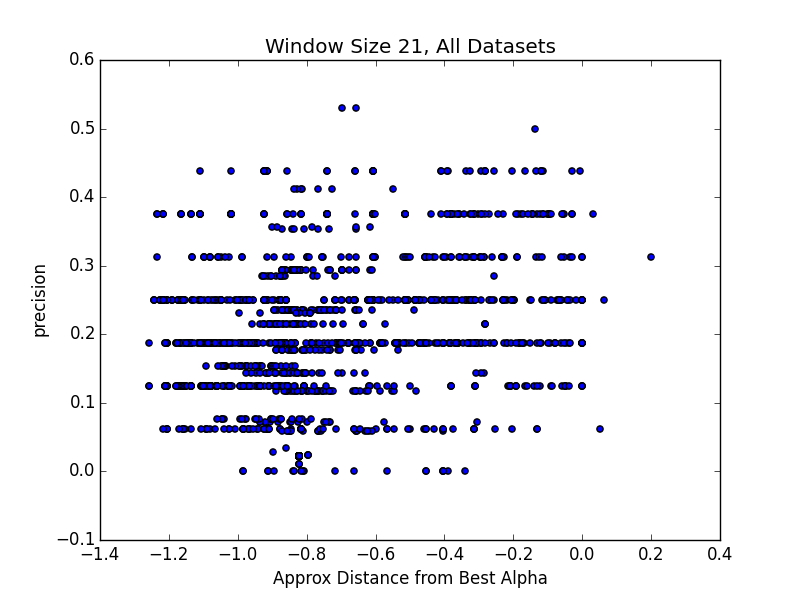 Window Size 21, All Datasets
0.6
0.5
0.4
0.3
0.2
0.1
0.0
−0.1
precision
−1.4 −1.2 −1.0 −0.8 −0.6 −0.4 −0.2 0.0 0.2 0.4
Approx Distance from Best Alpha